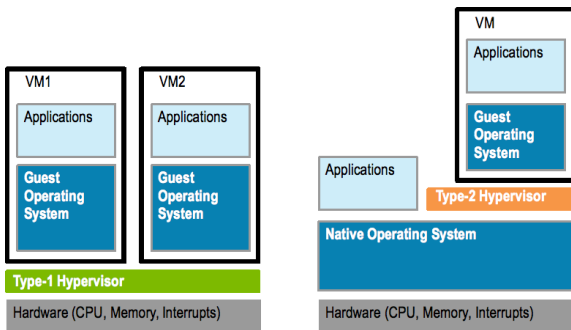 VM1
Applications
Guest
Operating
System
VM2
Applications
Guest
Operating
System
Type-1 Hypervisor
Hardware (CPU, Memory, Interrupts)
VM
Applications
Guest
Operating
System
Applications
Type-2 Hypervisor
Native Operating System
Hardware (CPU, Memory, Interrupts)